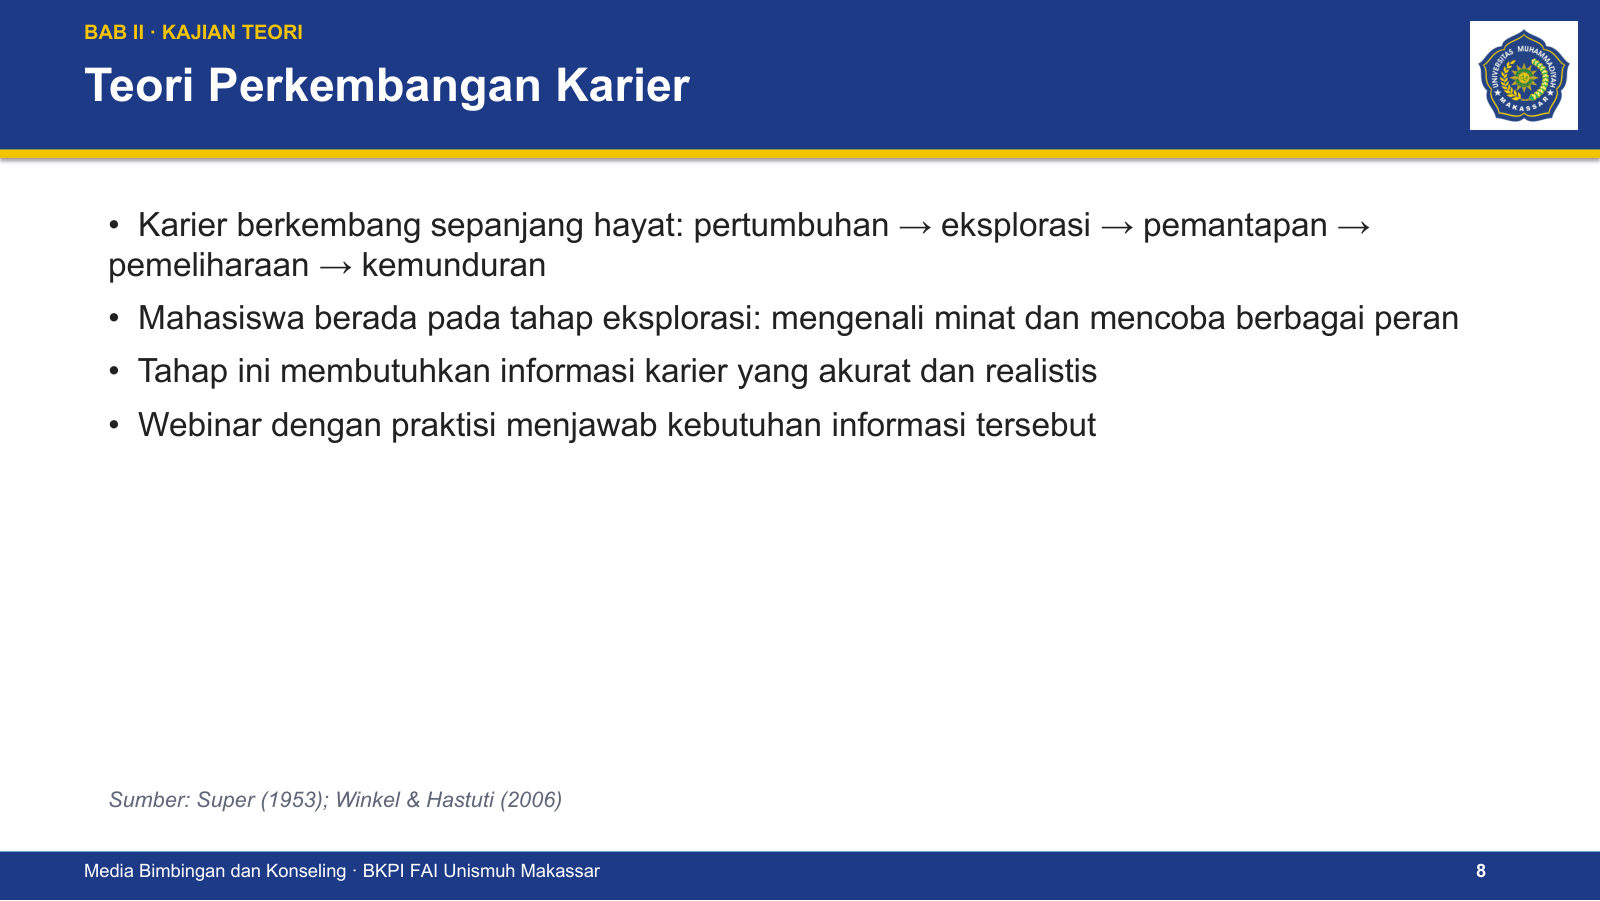 BAB II · KAJIAN TEORI
Teori Perkembangan Karier
UNIVERSITAS MUHAMMADIYAH
MAKASSAR
• Karier berkembang sepanjang hayat: pertumbuhan → eksplorasi → pemantapan →
pemeliharaan → kemunduran
• Mahasiswa berada pada tahap eksplorasi: mengenali minat dan mencoba berbagai peran
• Tahap ini membutuhkan informasi karier yang akurat dan realistis
• Webinar dengan praktisi menjawab kebutuhan informasi tersebut
Sumber: Super (1953); Winkel & Hastuti (2006)
Media Bimbingan dan Konseling · BKPI FAI Unismuh Makassar
8